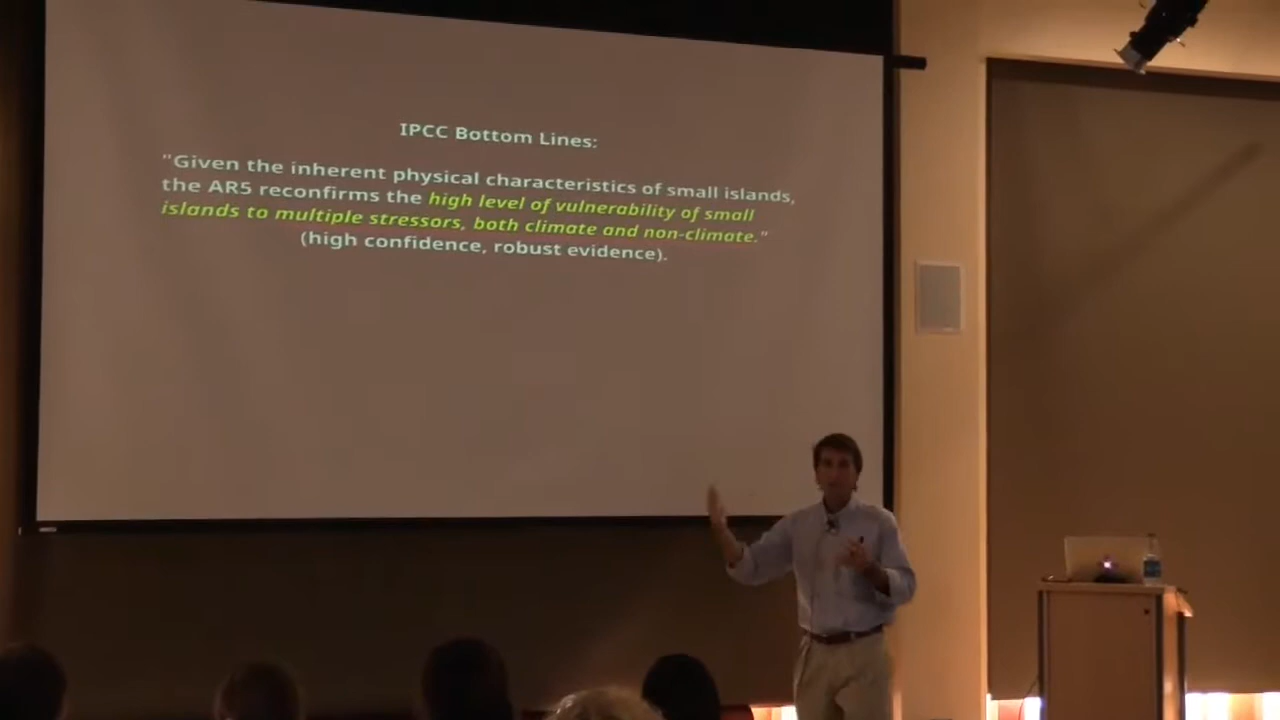 IPCC Bottom Lines:
"Given the inherent physical characteristics of small islands,
the AR5 reconfirms the high level of vulnerability of small
islands to multiple stressors, both climate and non-climate."
(high confidence, robust evidence).